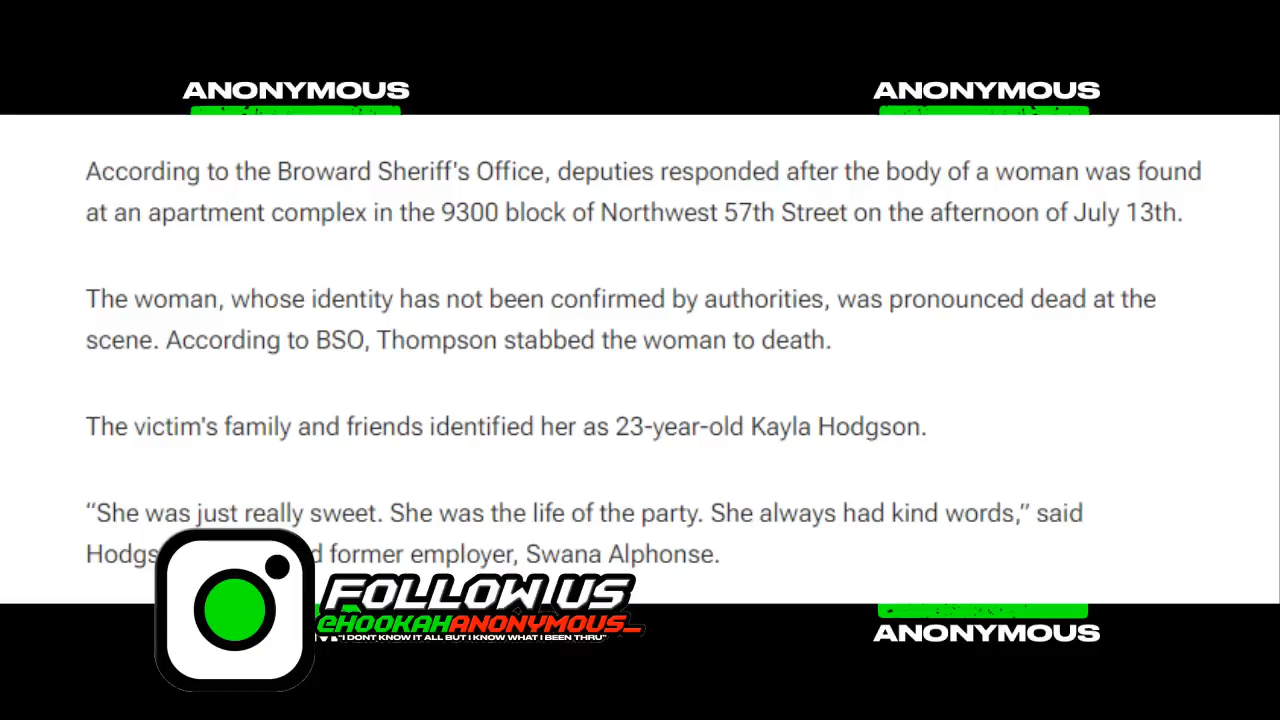 ANONYMOUS
ANONYMOUS
According to the Broward Sheriff's Office, deputies responded after the body of a woman was found
at an apartment complex in the 9300 block of Northwest 57th Street on the afternoon of July 13th.
The woman, whose identity has not been confirmed by authorities, was pronounced dead at the
scene. According to BSO, Thompson stabbed the woman to death.
The victim's family and friends identified her as 23-year-old Kayla Hodgson.
“She was just really sweet. She was the life of the party. She always had kind words,” said
former employer, Swana Alphonse.
FOLLOW US
@HOOKAHANONYMOUS_
"I DONT KNOW IT ALL BUT I KNOW WHAT I BEEN THRU"
ANONYMOUS